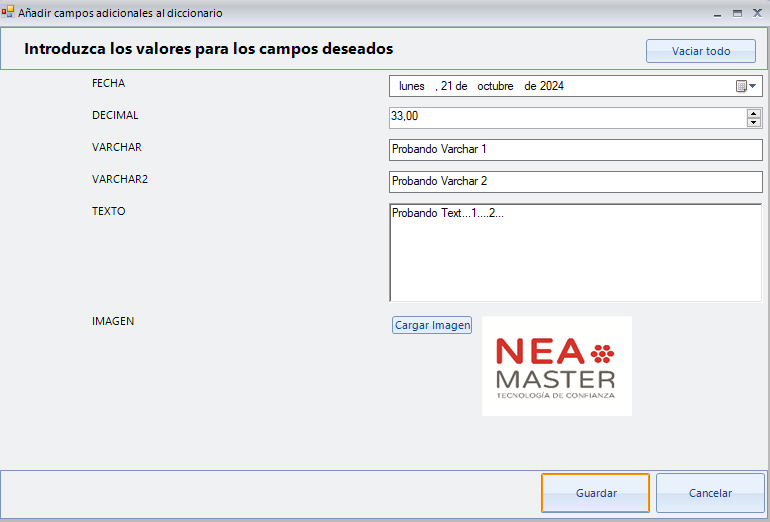 Añadir campos adicionales al diccionario
Introduzca los valores para los campos deseados
Vaciar todo
FECHA
lunes , 21 de octubre de 2024
DECIMAL
33,00
VARCHAR
Probando Varchar 1
VARCHAR2
Probando Varchar 2
TEXTO
Probando Text...1....2...
IMAGEN
Cargar Imagen
NEA
MASTER
TECNOLOGÍA DE CONFIANZA
Guardar
Cancelar